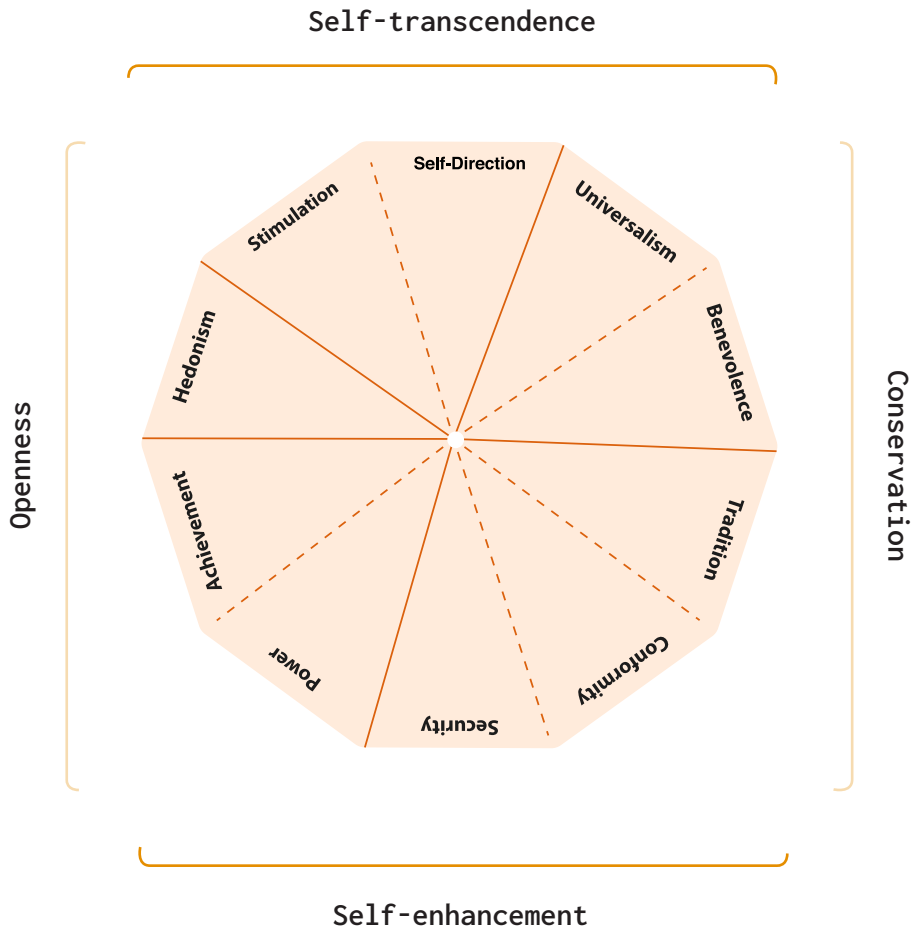 Self-transcendence
Self-Direction
Stimulation
Universalism
Hedonism
Benevolence
Openness
Conservation
Achievement
Tradition
Power
Conformity
Security
Self-enhancement